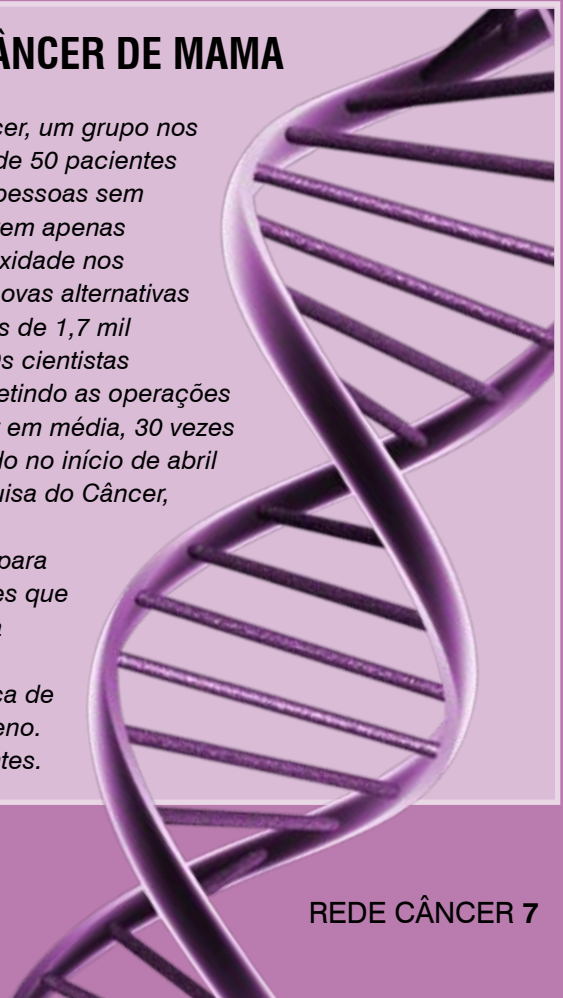 ÂNCER DE MAMA
cer, um grupo nos
de 50 pacientes
pessoas sem
em apenas
xidade nos
ovas alternativas
s de 1,7 mil
s cientistas
etindo as operações
em média, 30 vezes
do no início de abril
uisa do Câncer,
para
es que
ça de
eno.
tes.
REDE CÂNCER 7